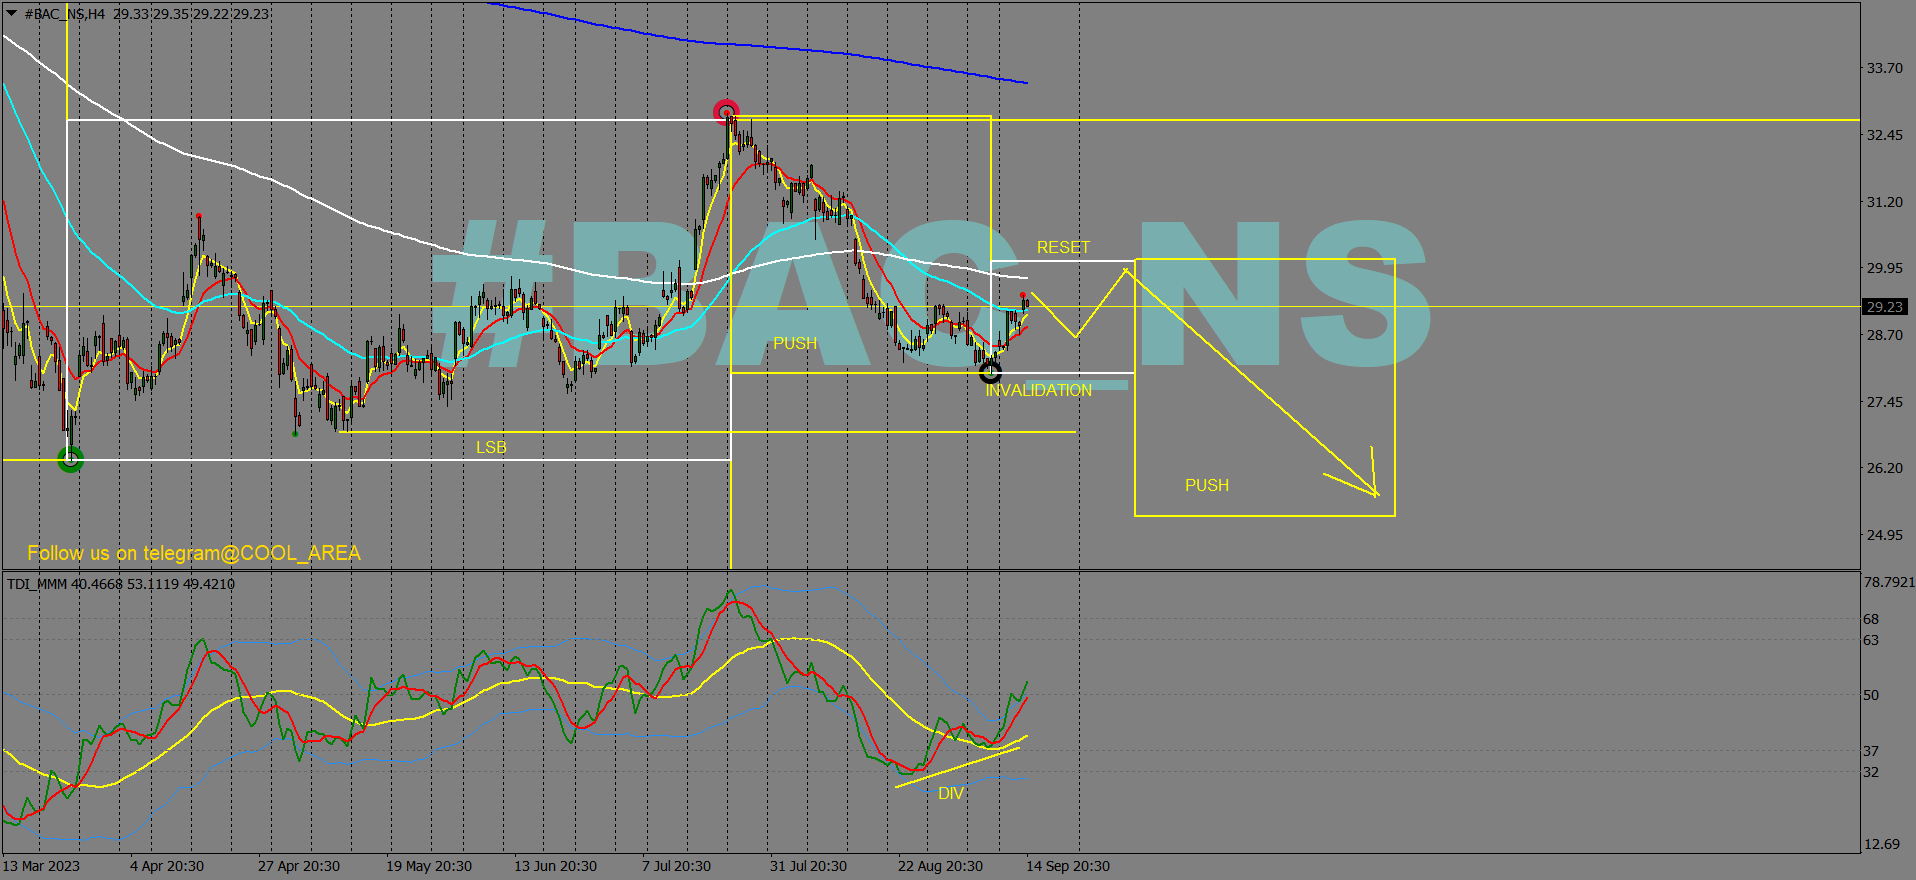 #BAC_NS,H4 29.33 29.35 29.22 29.23
33.70
32.45
31.20
#BAC_NS
RESET
29.95
29.23
28.70
PUSH
INVALIDATION
27.45
LSB
26.20
PUSH
24.95
Follow us on telegram@COOL_AREA
TDI_MMM 40.4668 53.1119 49.4210
78.7921
68
63
50
37
32
DIV
12.69
13 Mar 2023 4 Apr 20:30 27 Apr 20:30 19 May 20:30 13 Jun 20:30 7 Jul 20:30 31 Jul 20:30 22 Aug 20:30 14 Sep 20:30